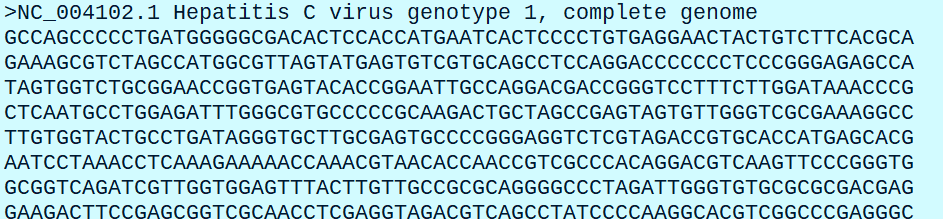 >NC_004102.1 Hepatitis C virus genotype 1, complete genome
GCCAGCCCCCTGATGGGGGCGACACTCCACCATGAATCACTCCCCTGTGAGGAACTACTGTCTTCACGCA
GAAAGCGTCTAGCCATGGCGTTAGTATGAGTGTCGTGCAGCCTCCAGGACCCCCCCTCCCGGGAGAGCCA
TAGTGGTCTGCGGAACCGGTGAGTACACCGGAATTGCCAGGACGACCGGGTCCTTTCTTGGATAAACCCG
CTCAATGCCTGGAGATTTGGGCGTGCCCCCGCAAGACTGCTAGCCGAGTAGTGTTGGGTCGCGAAAGGCC
TTGTGGTACTGCCTGATAGGGTGCTTGCGAGTGCCCCGGGAGGTCTCGTAGACCGTGCACCATGAGCACG
AATCCTAAACCTCAAAGAAAAACCAAACGTAACACCAACCGTCGCCCACAGGACGTCAAGTTCCCGGGTG
GCGGTCAGATCGTTGGTGGAGTTTACTTGTTGCCGCGCAGGGGCCCTAGATTGGGTGTGCGCGCGACGAG
GAAGACTTCCGAGCGGTCGCAACCTCGAGGTAGACGTCAGCCTATCCCCAAGGCACGTCGGCCCGAGGGC